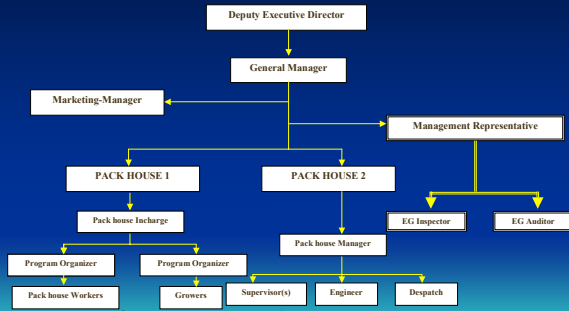 Deputy Executive Director
General Manager
Marketing-Manager
Management Representative
PACK HOUSE 1
PACK HOUSE 2
Pack house Incharge
EG Inspector
EG Auditor
Pack house Manager
Program Organizer
Program Organizer
Pack house Workers
Growers
Supervisor(s)
Engineer
Despatch